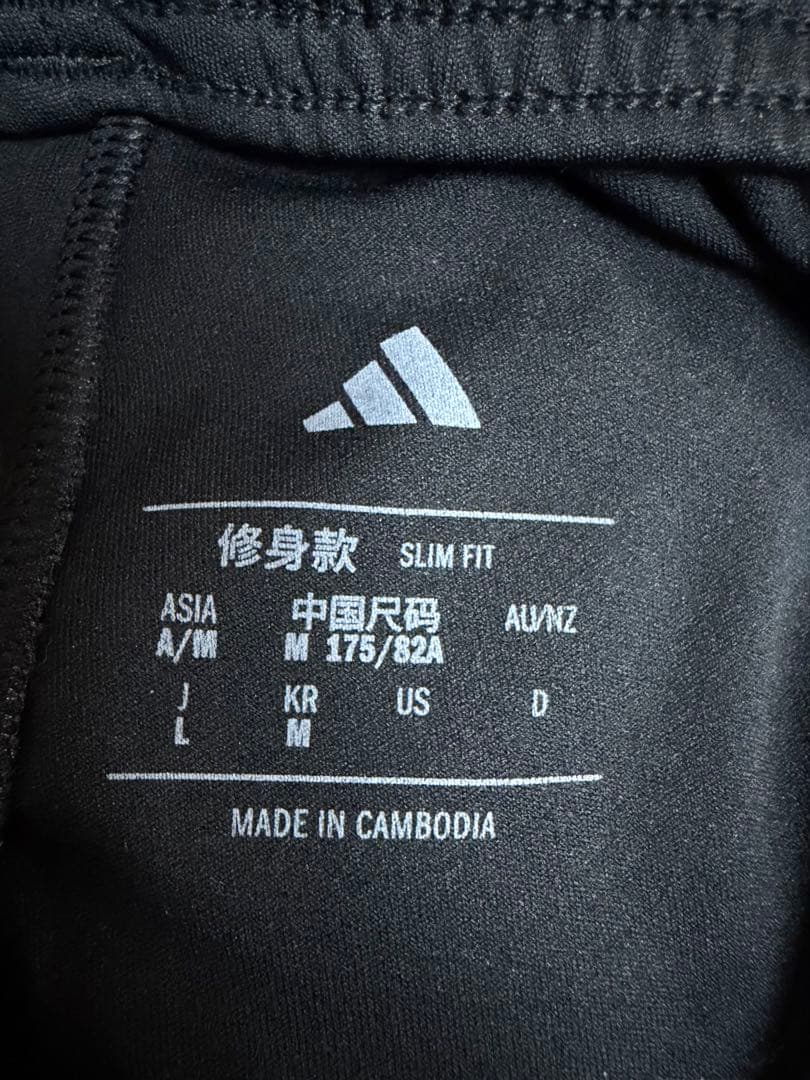 修身款 SLIM FIT
ASIA 中国尺码 AU/NZ
A/M M 175/82A
J KR US D
L M
MADE IN CAMBODIA